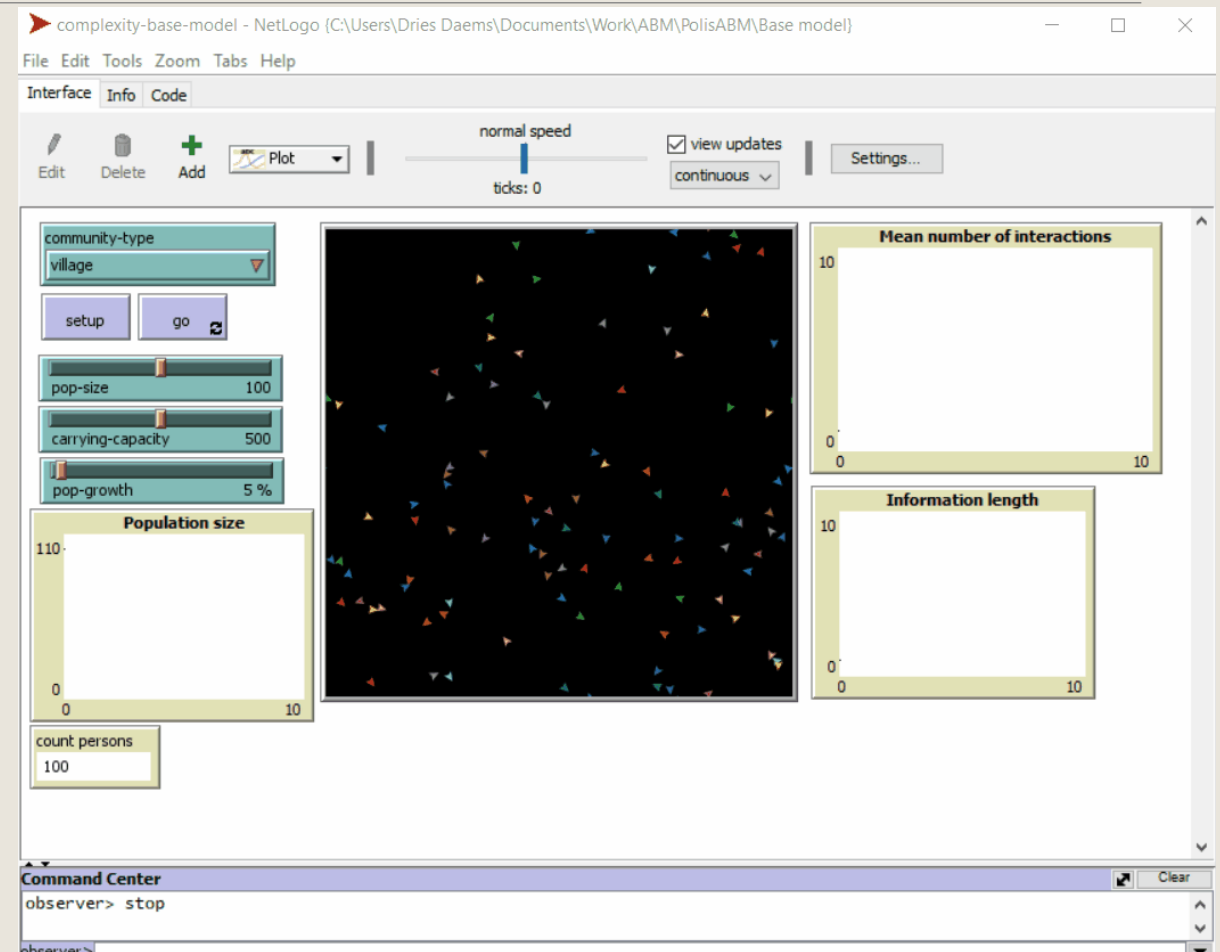 complexity-base-model - NetLogo {C:\Users\Dries Daems\Documents\Work\ABM\PolisABM\Base model}
File Edit Tools Zoom Tabs Help
Interface Info Code
normal speed
view updates
Edit Delete Add Plot
continuous
Settings...
ticks: 0
community-type
village
setup go
pop-size 100
carrying-capacity 500
pop-growth 5 %
Population size
110
0
0 10
count persons
100
Mean number of interactions
10
0
0 10
Information length
10
0
0 10
Command Center
Clear
observer> stop
observer>